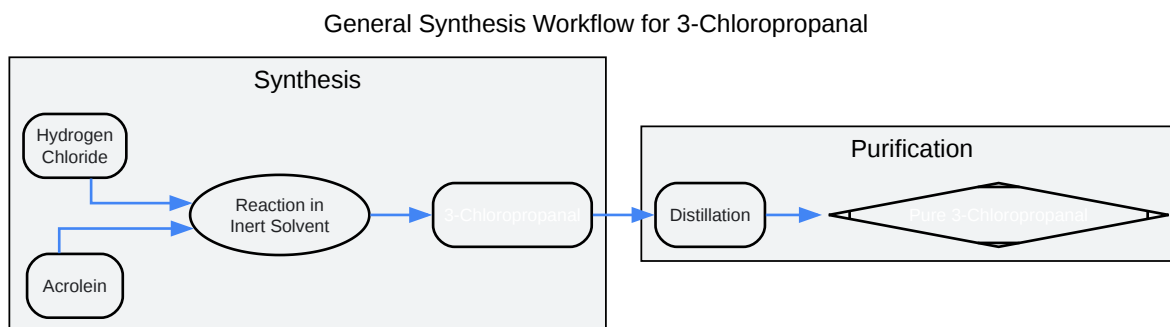 General Synthesis Workflow for 3-Chloropropanal
Synthesis
Hydrogen
Chloride
Acrolein
Reaction in
Inert Solvent
3-Chloropropanal
Purification
Distillation
Pure 3-Chloropropanal